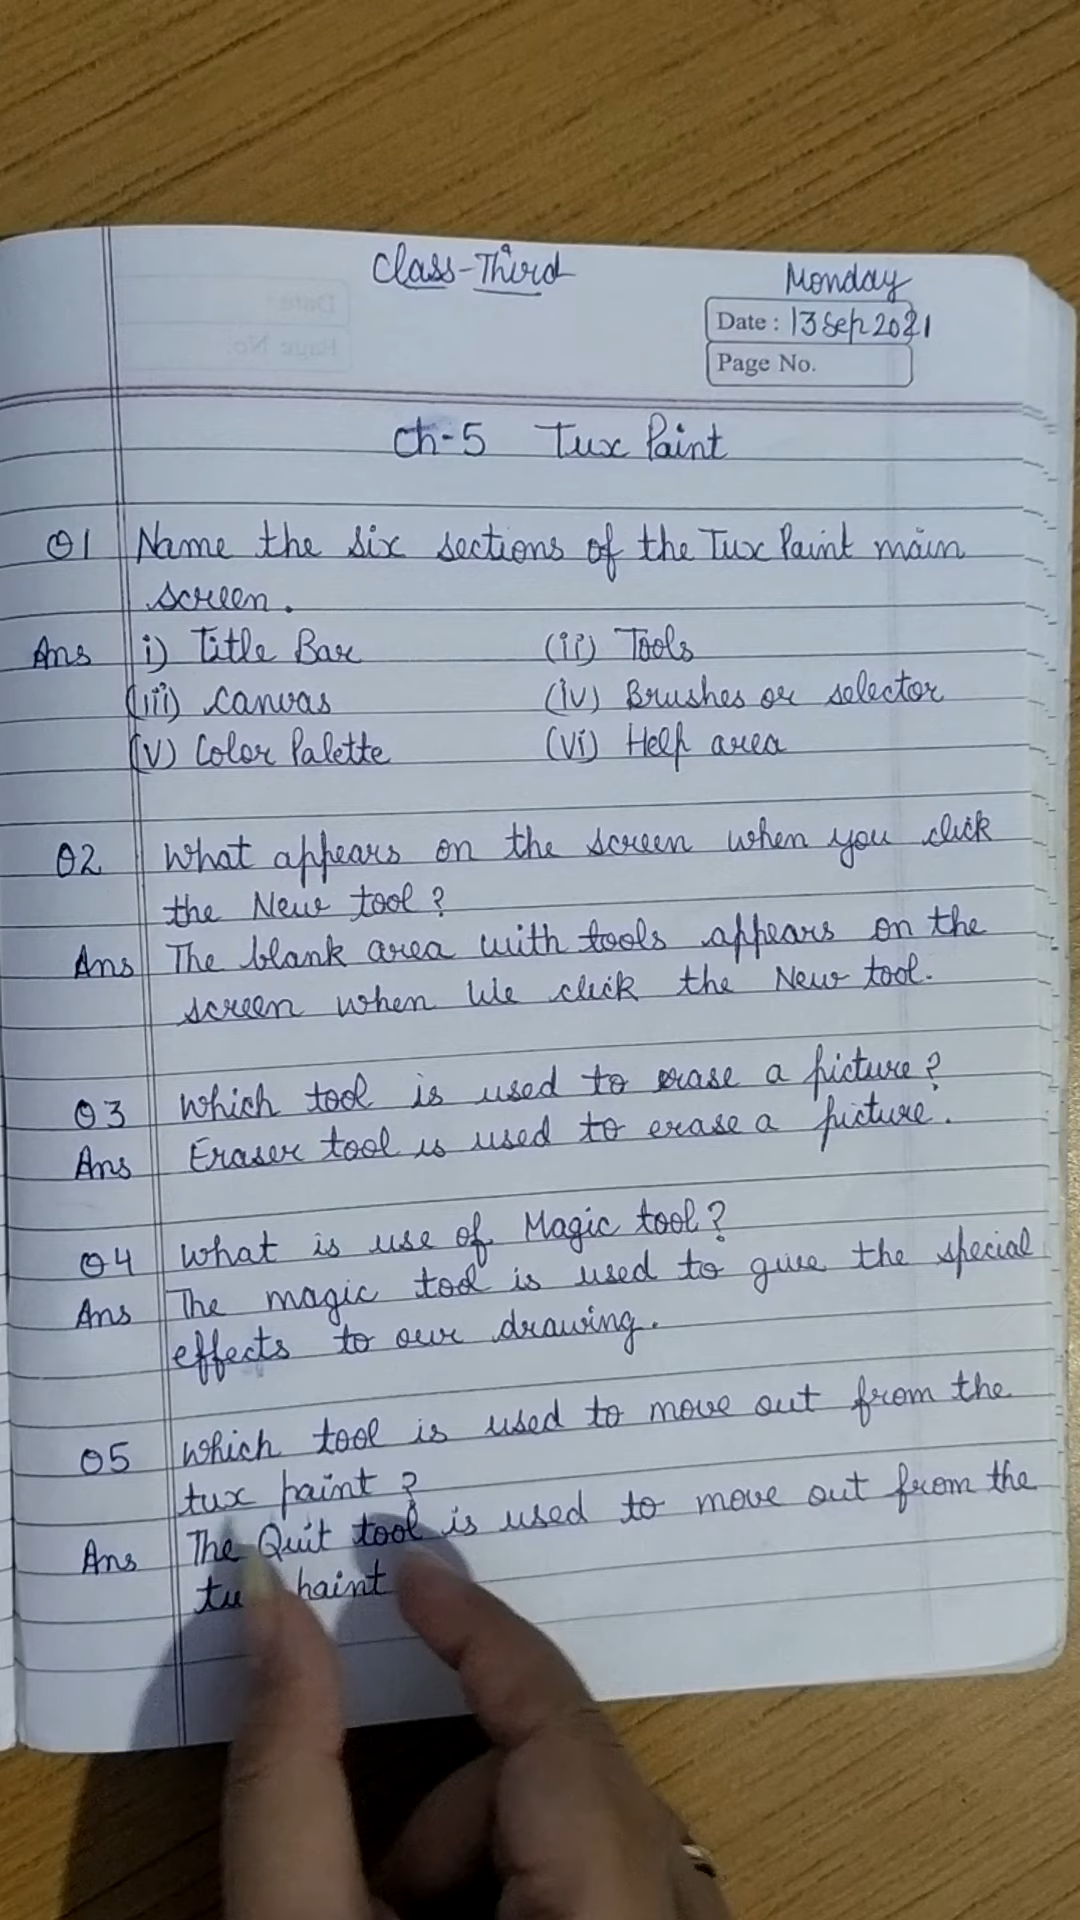 Class-Third
Monday
Date : 13 Sep 2021
Page No.
Ch-5 Tux Paint
Q1 Name the six sections of the Tux Paint main
screen.
Ans i) Title Bar (ii) Tools
(iii) Canvas (iv) Brushes or selector
(V) Color Palette (Vi) Help area
Q2 What appears on the screen when you click
the New tool?
Ans The blank area with tools appears on the
screen when We click the New tool.
Q3 Which tool is used to erase a picture?
Ans Eraser tool is used to erase a picture.
Q4 What is use of Magic tool?
Ans The magic tool is used to give the special
effects to our drawing.
Q5 Which tool is used to move out from the
tux paint?
Ans The Quit tool is used to move out from the
paint